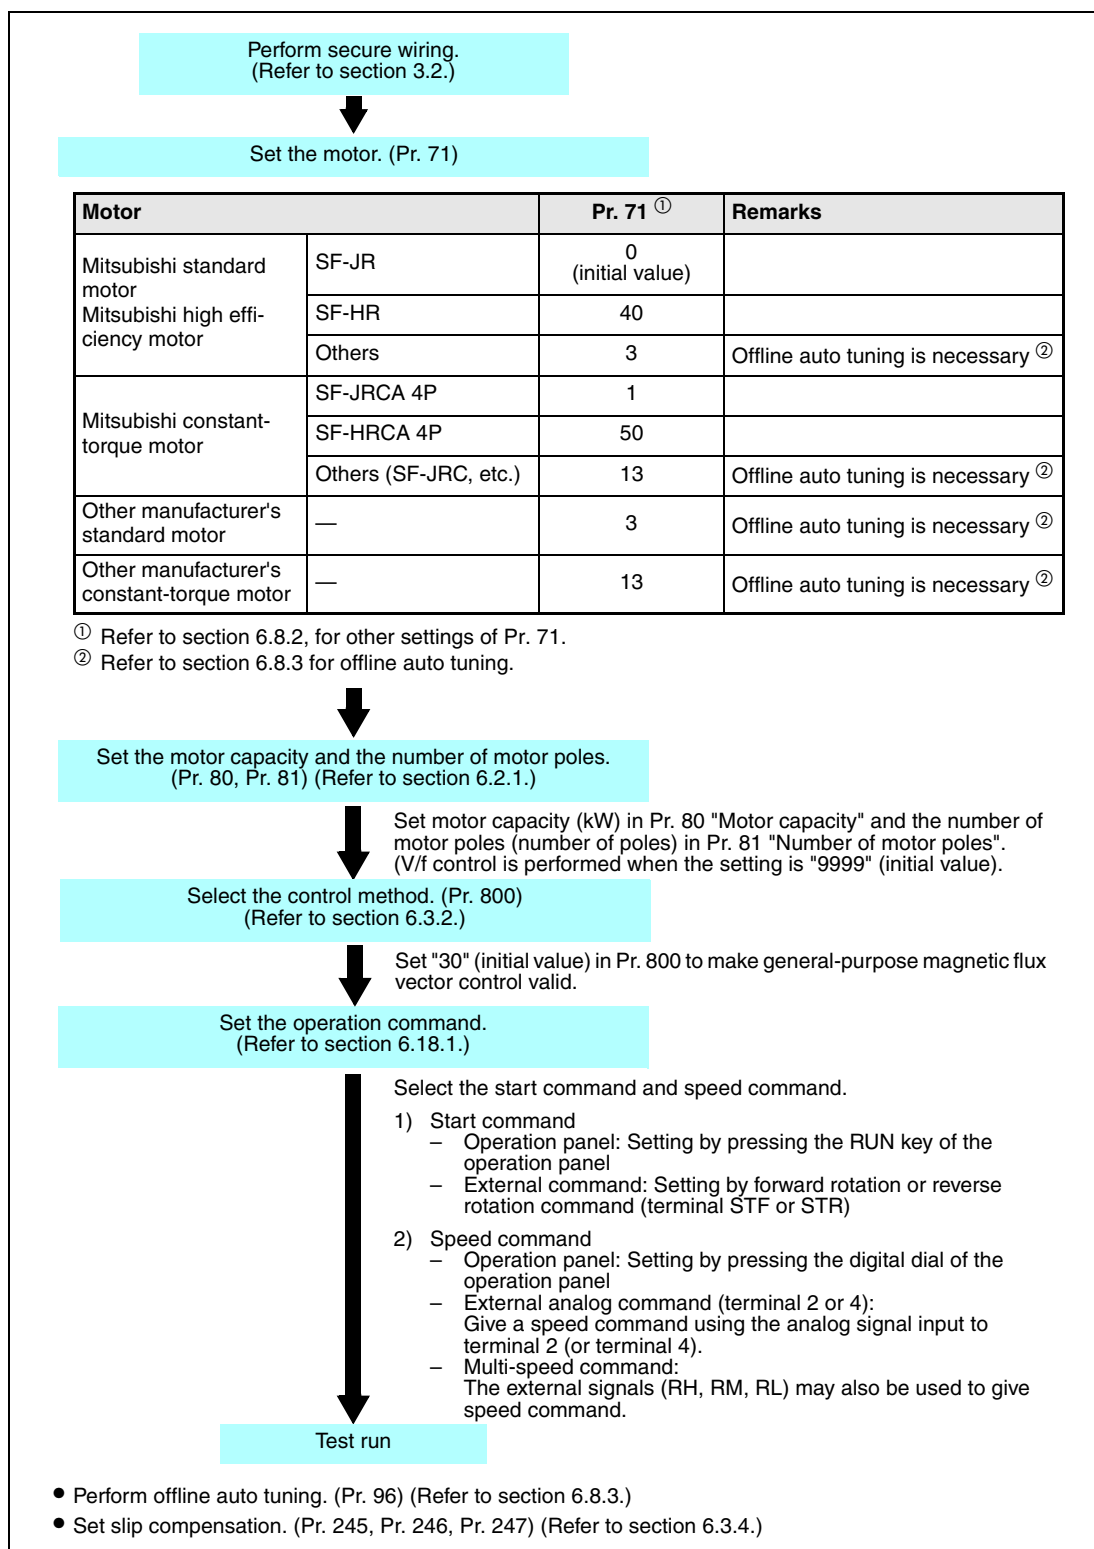 Perform secure wiring.
(Refer to section 3.2.)
Set the motor. (Pr. 71)
Motor Pr. 71 ① Remarks
Mitsubishi standard
motor
Mitsubishi high effi-
ciency motor
SF-JR 0
(initial value)
SF-HR 40
Others 3 Offline auto tuning is necessary ②
Mitsubishi constant-
torque motor
SF-JRCA 4P 1
SF-HRCA 4P 50
Others (SF-JRC, etc.) 13 Offline auto tuning is necessary ②
Other manufacturer's
standard motor
— 3 Offline auto tuning is necessary ②
Other manufacturer's
constant-torque motor
— 13 Offline auto tuning is necessary ②
① Refer to section 6.8.2, for other settings of Pr. 71.
② Refer to section 6.8.3 for offline auto tuning.
Set the motor capacity and the number of motor poles.
(Pr. 80, Pr. 81) (Refer to section 6.2.1.)
Set motor capacity (kW) in Pr. 80 "Motor capacity" and the number of
motor poles (number of poles) in Pr. 81 "Number of motor poles".
(V/f control is performed when the setting is "9999" (initial value).
Select the control method. (Pr. 800)
(Refer to section 6.3.2.)
Set "30" (initial value) in Pr. 800 to make general-purpose magnetic flux
vector control valid.
Set the operation command.
(Refer to section 6.18.1.)
Select the start command and speed command.
1) Start command
– Operation panel: Setting by pressing the RUN key of the
operation panel
– External command: Setting by forward rotation or reverse
rotation command (terminal STF or STR)
2) Speed command
– Operation panel: Setting by pressing the digital dial of the
operation panel
– External analog command (terminal 2 or 4):
Give a speed command using the analog signal input to
terminal 2 (or terminal 4).
– Multi-speed command:
The external signals (RH, RM, RL) may also be used to give
speed command.
Test run
● Perform offline auto tuning. (Pr. 96) (Refer to section 6.8.3.)
● Set slip compensation. (Pr. 245, Pr. 246, Pr. 247) (Refer to section 6.3.4.)